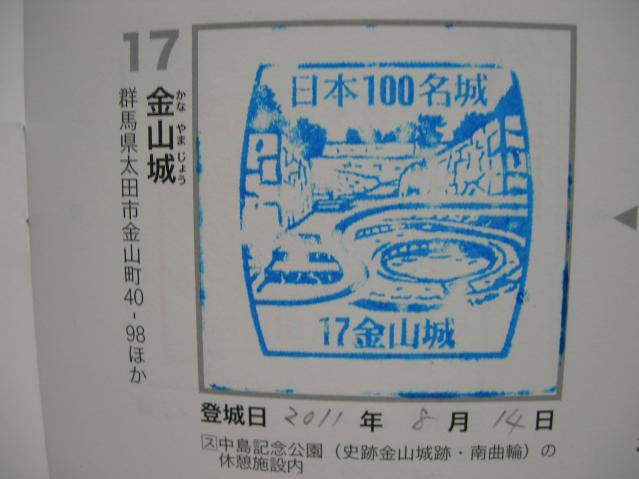 17
金山城
かな やま じょう
群馬県太田市金山町40-98ほか
日本100名城
17金山城
登城日 2011 年 8 月 14 日
ス中島記念公園（史跡金山城跡・南曲輪）の
休憩施設内